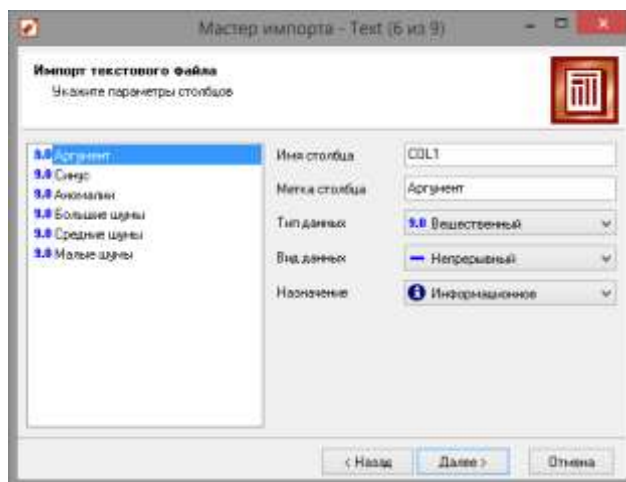 Мастер импорта - Text (6 из 9)
Импорт текстового файла
Укажите параметры столбцов
9.0 Аргумент
9.0 Синус
9.0 Аномалии
9.0 Большие шумы
9.0 Средние шумы
9.0 Малые шумы
Имя столбца COL1
Метка столбца Аргумент
Тип данных 9.0 Вещественный
Вид данных Непрерывный
Назначение Информационное
< Назад Далее > Отмена